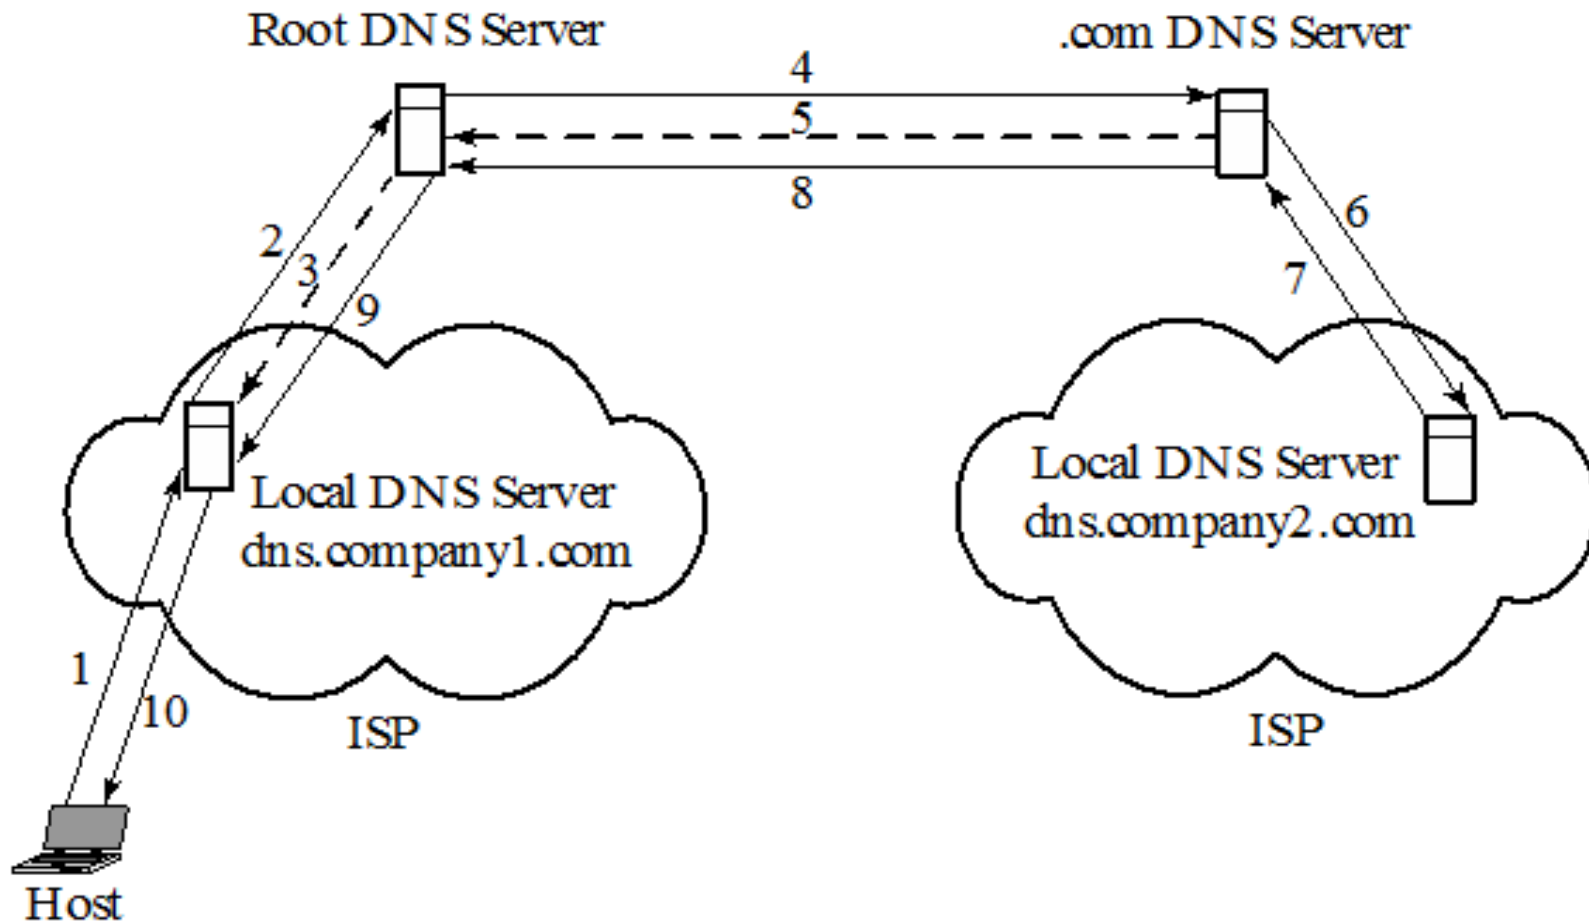 Root DNS Server
.com DNS Server
4
5
8
2
3
9
6
7
Local DNS Server
dns.company1.com
Local DNS Server
dns.company2.com
1
10
ISP
ISP
Host